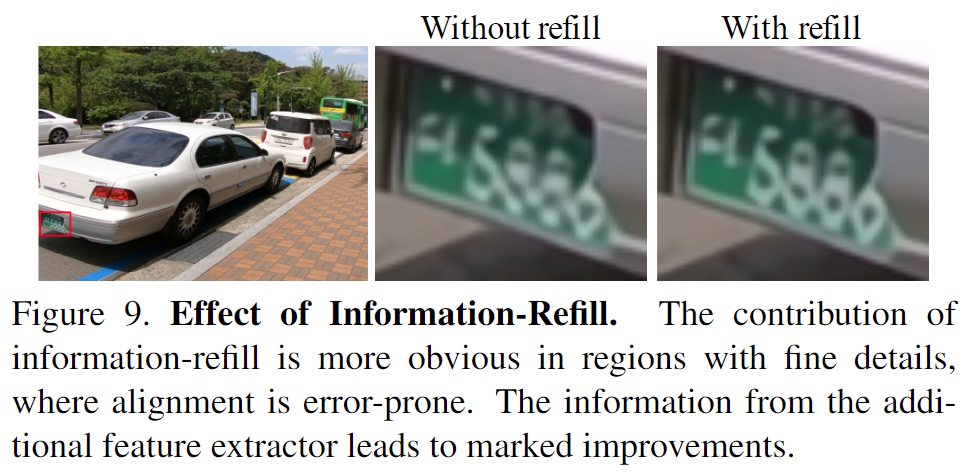 Without refill
With refill
Figure 9. Effect of Information-Refill. The contribution of
information-refill is more obvious in regions with fine details,
where alignment is error-prone. The information from the addi-
tional feature extractor leads to marked improvements.